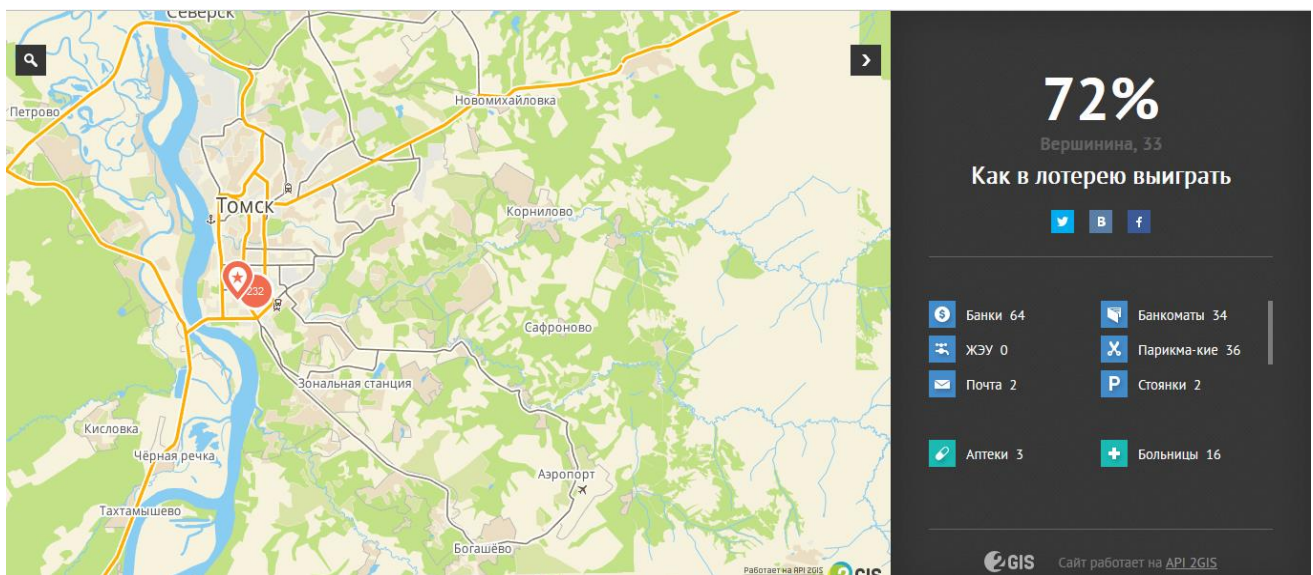 Северск
Петрово
Новомихайловка
Томск
Корнилово
232
Сафроново
Зональная станция
Кисловка
Чёрная речка
Аэропорт
Тахтамышево
Богашёво
Работает на API 2GIS
2GIS
72%
Вершинина, 33
Как в лотерею выиграть
Банки 64
Банкоматы 34
ЖЭУ 0
Парикма-кие 36
Почта 2
Стоянки 2
Аптеки 3
Больницы 16
2GIS Сайт работает на API 2GIS